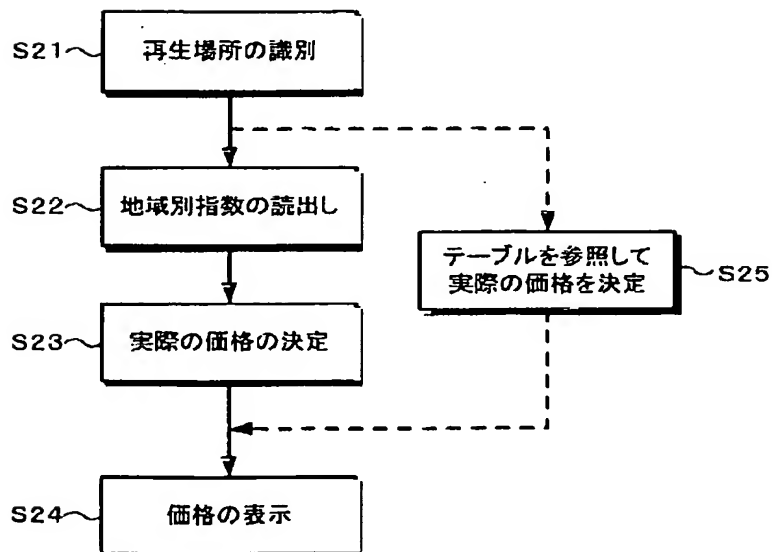 S21
再生場所の識別
S22
地域別指数の読出し
テーブルを参照して
実際の価格を決定
S25
S23
実際の価格の決定
S24
価格の表示